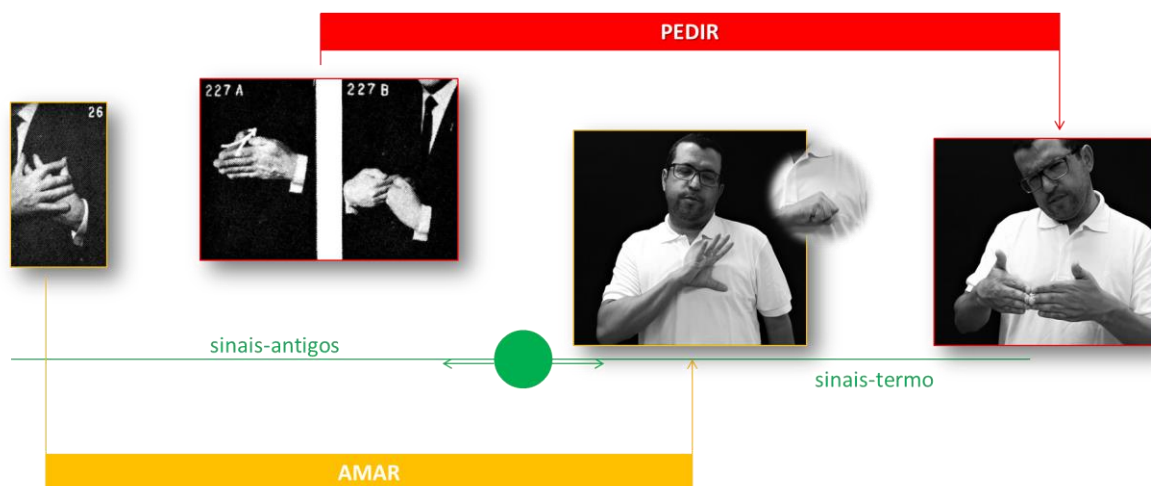 PEDIR
26
227 A
227 B
sinais-antigos
sinais-termo
AMAR